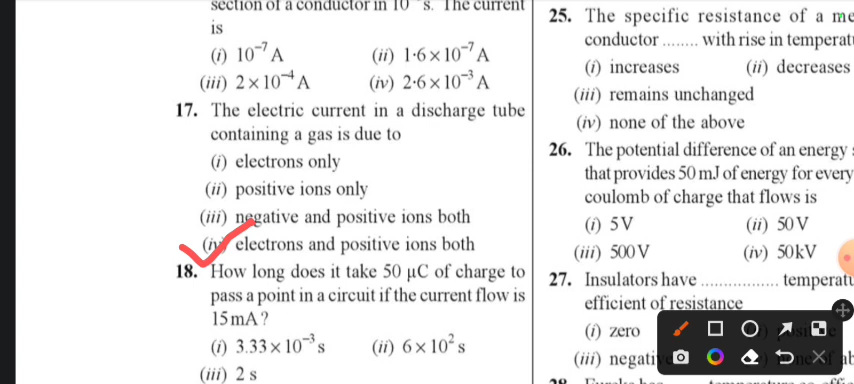 section of a conductor in 10 s. The current
is
(i) 10⁻⁷ A (ii) 1·6 × 10⁻⁷ A
(iii) 2 × 10⁻⁴ A (iv) 2·6 × 10⁻³ A
17. The electric current in a discharge tube
containing a gas is due to
(i) electrons only
(ii) positive ions only
(iii) negative and positive ions both
(iv) electrons and positive ions both
18. How long does it take 50 μC of charge to
pass a point in a circuit if the current flow is
15 mA?
(i) 3.33 × 10⁻³ s (ii) 6 × 10² s
(iii) 2 s
25. The specific resistance of a me
conductor ........ with rise in temperat
(i) increases (ii) decreases
(iii) remains unchanged
(iv) none of the above
26. The potential difference of an energy
that provides 50 mJ of energy for every
coulomb of charge that flows is
(i) 5 V (ii) 50 V
(iii) 500 V (iv) 50 kV
27. Insulators have ................. temperatu
efficient of resistance
(i) zero
(iii) negati ab
28.